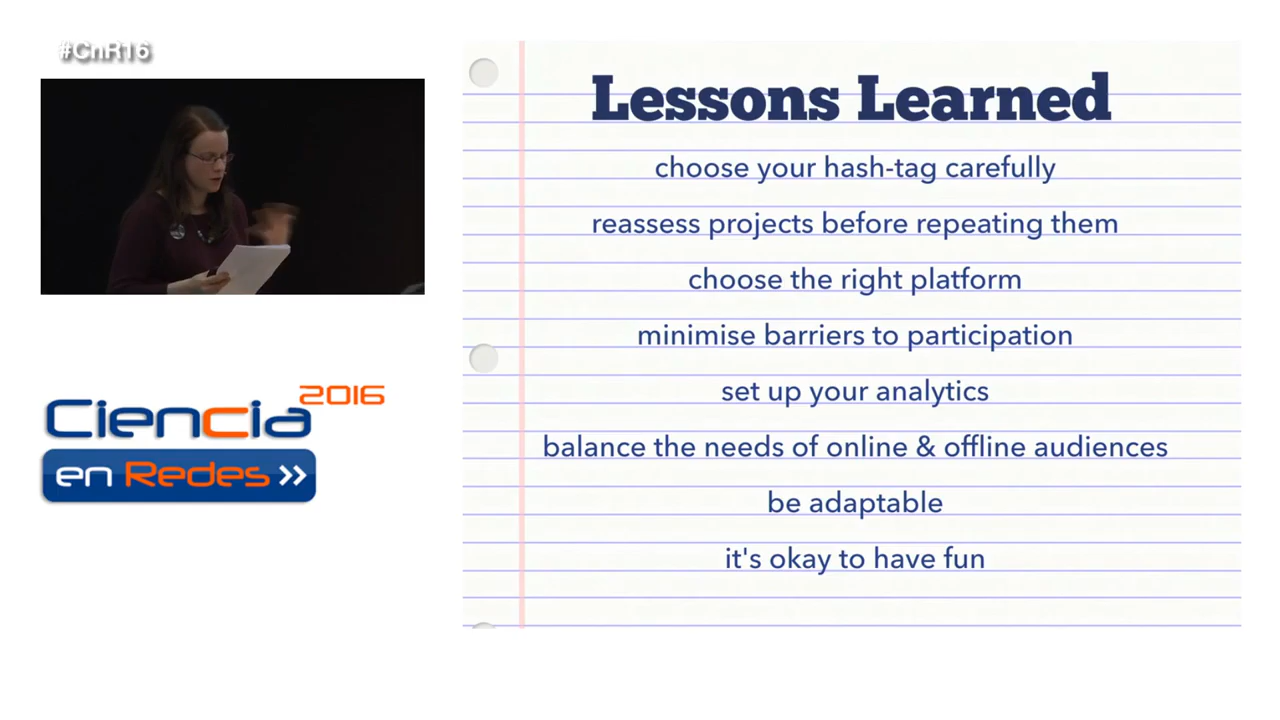 #CnR16
Lessons Learned
choose your hash-tag carefully
reassess projects before repeating them
choose the right platform
minimise barriers to participation
set up your analytics
balance the needs of online & offline audiences
be adaptable
it's okay to have fun
Ciencia 2016
en Redes »